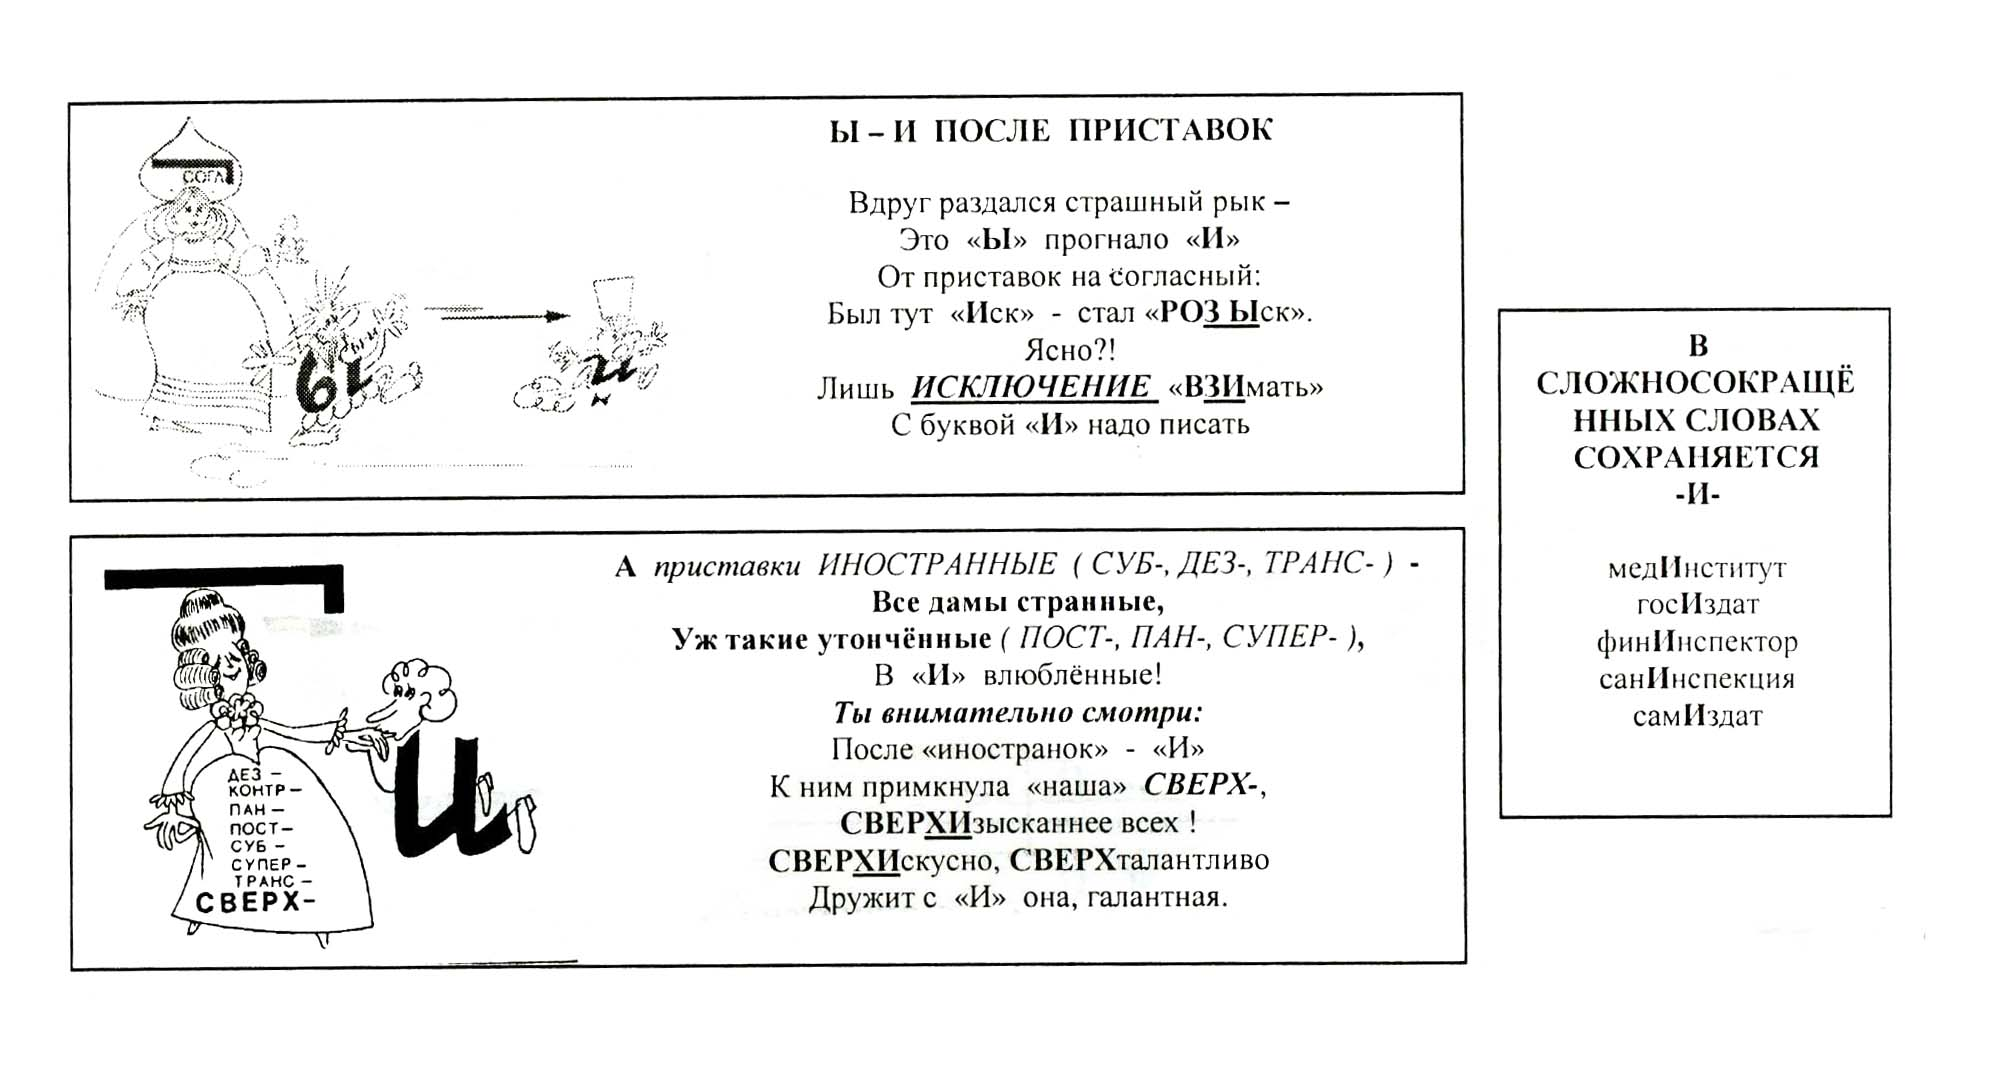 СОГЛ
Ы
Ы-И
И
Ы – И ПОСЛЕ ПРИСТАВОК
Вдруг раздался страшный рык –
Это «Ы» прогнало «И»
От приставок на согласный:
Был тут «Иск» - стал «РОЗ Ыск».
Ясно?!
Лишь ИСКЛЮЧЕНИЕ «ВЗИмать»
С буквой «И» надо писать
ДЕЗ –
КОНТР –
ПАН –
ПОСТ–
СУБ –
СУПЕР –
ТРАНС –
СВЕРХ–
И
А приставки ИНОСТРАННЫЕ ( СУБ-, ДЕЗ-, ТРАНС- ) -
Все дамы странные,
Уж такие утончённые ( ПОСТ-, ПАН-, СУПЕР- ),
В «И» влюблённые!
Ты внимательно смотри:
После «иностранок» - «И»
К ним примкнула «наша» СВЕРХ-,
СВЕРХИзысканнее всех !
СВЕРХИскусно, СВЕРХталантливо
Дружит с «И» она, галантная.
В
СЛОЖНОСОКРАЩЁ
ННЫХ СЛОВАХ
СОХРАНЯЕТСЯ
-И-
медИнститут
госИздат
финИнспектор
санИнспекция
самИздат